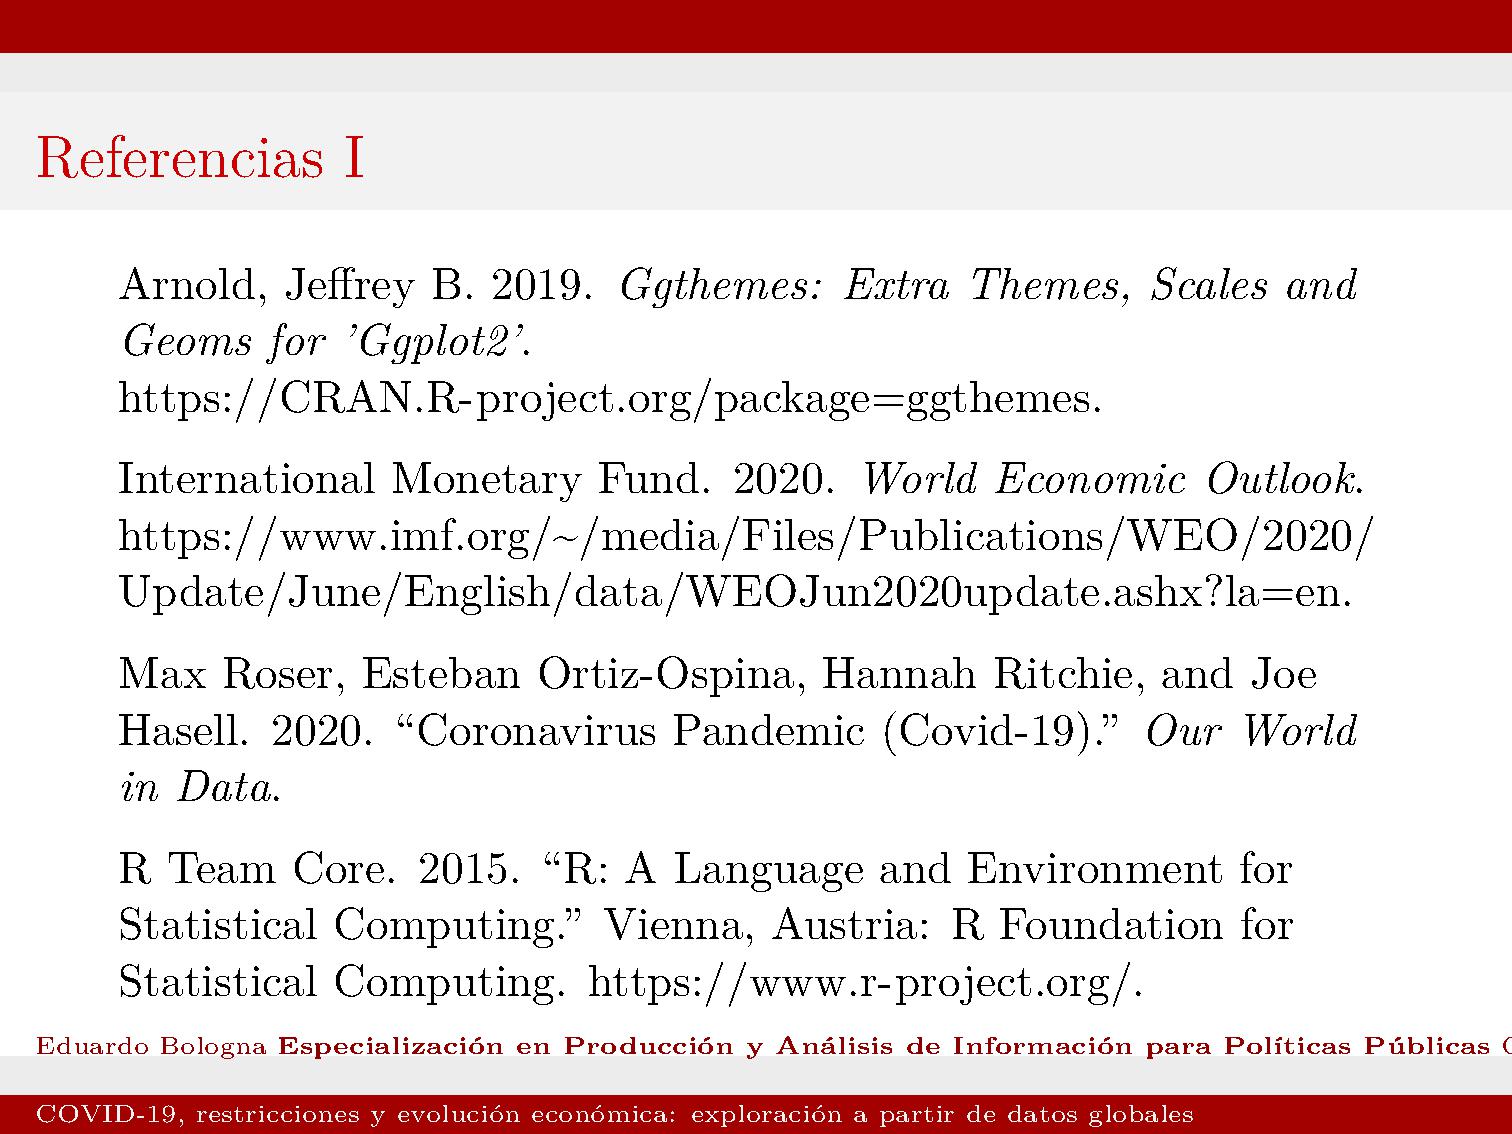 Referencias I
Arnold, Jeffrey B. 2019. Ggthemes: Extra Themes, Scales and
Geoms for ’Ggplot2’.
https://CRAN.R-project.org/package=ggthemes.
International Monetary Fund. 2020. World Economic Outlook.
https://www.imf.org/~/media/Files/Publications/WEO/2020/
Update/June/English/data/WEOJun2020update.ashx?la=en.
Max Roser, Esteban Ortiz-Ospina, Hannah Ritchie, and Joe
Hasell. 2020. “Coronavirus Pandemic (Covid-19).” Our World
in Data.
R Team Core. 2015. “R: A Language and Environment for
Statistical Computing.” Vienna, Austria: R Foundation for
Statistical Computing. https://www.r-project.org/.
Eduardo Bologna Especialización en Producción y Análisis de Información para Políticas Públicas
COVID-19, restricciones y evolución económica: exploración a partir de datos globales